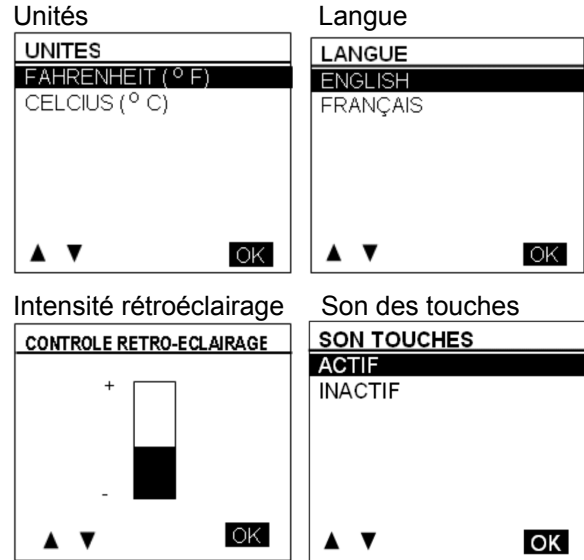 Unités
UNITES
FAHRENHEIT (° F)
CELCIUS (° C)
OK
Langue
LANGUE
ENGLISH
FRANÇAIS
OK
Intensité rétroéclairage
CONTROLE RETRO-ECLAIRAGE
+
-
OK
Son des touches
SON TOUCHES
ACTIF
INACTIF
OK